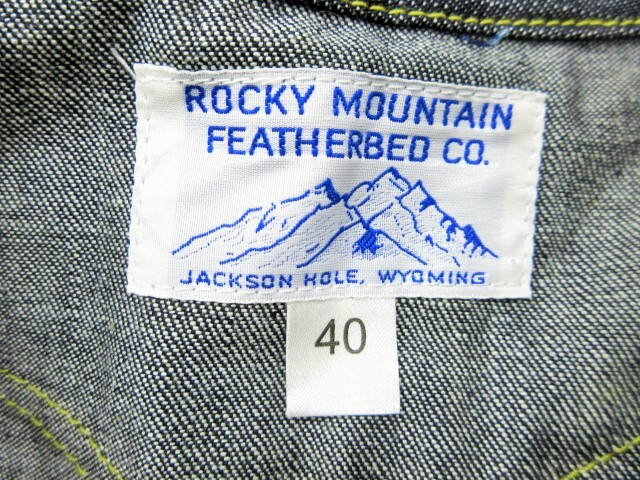 ROCKY MOUNTAIN
FEATHERBED CO.
JACKSON HOLE, WYOMING
40